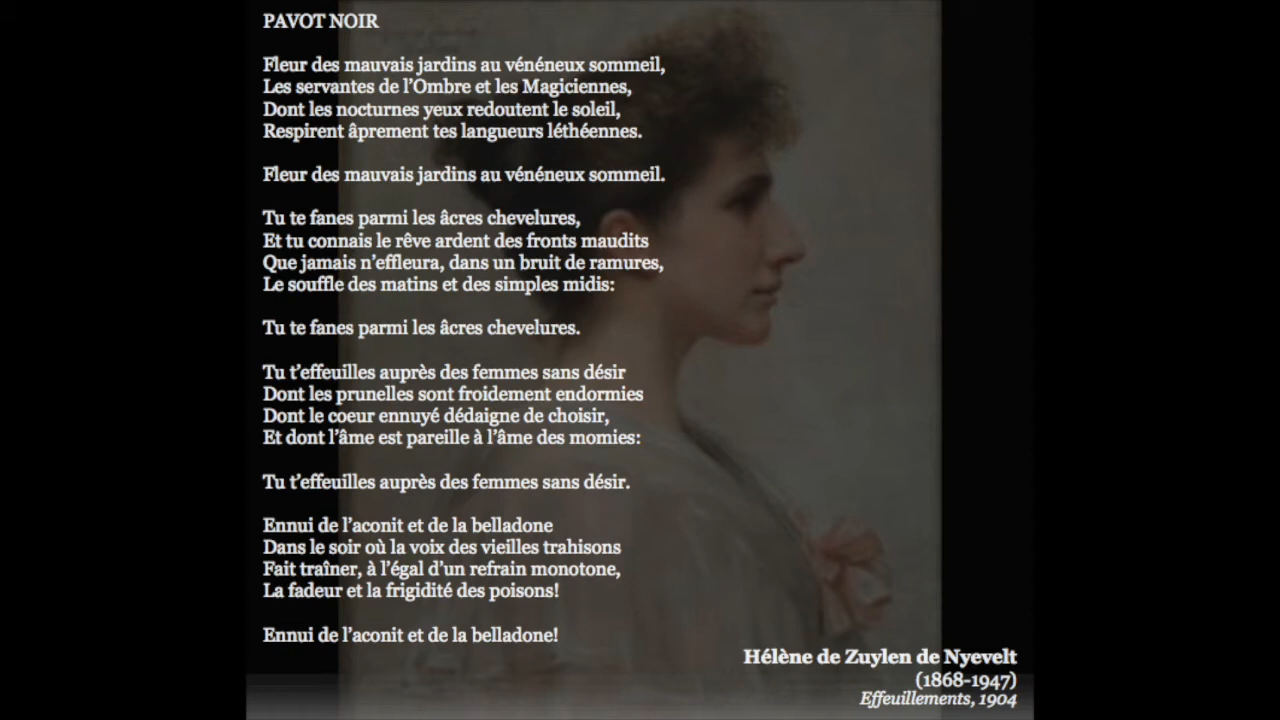 PAVOT NOIR
Fleur des mauvais jardins au vénéneux sommeil,
Les servantes de l'Ombre et les Magiciennes,
Dont les nocturnes yeux redoutent le soleil,
Respirent âprement tes langueurs léthéennes.
Fleur des mauvais jardins au vénéneux sommeil.
Tu te fanes parmi les âcres chevelures,
Et tu connais le rêve ardent des fronts maudits
Que jamais n'effleura, dans un bruit de ramures,
Le souffle des matins et des simples midis:
Tu te fanes parmi les âcres chevelures.
Tu t'effeuilles auprès des femmes sans désir
Dont les prunelles sont froidement endormies
Dont le coeur ennuyé dédaigne de choisir,
Et dont l'âme est pareille à l'âme des momies:
Tu t'effeuilles auprès des femmes sans désir.
Ennui de l'aconit et de la belladone
Dans le soir où la voix des vieilles trahisons
Fait traîner, à l'égal d'un refrain monotone,
La fadeur et la frigidité des poisons!
Ennui de l'aconit et de la belladone!
Hélène de Zuylen de Nyevelt
(1868-1947)
Effeuillements, 1904